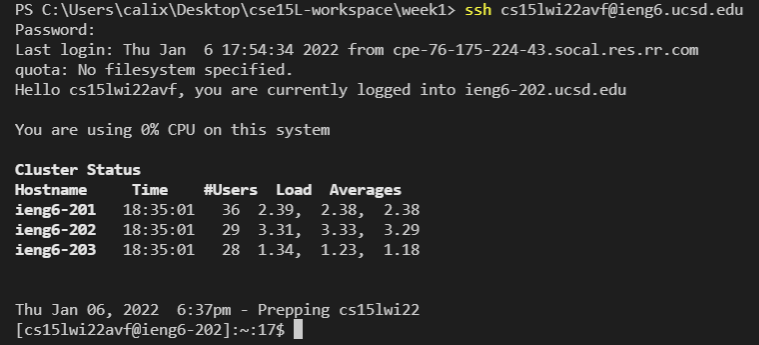 PS C:\Users\calix\Desktop\cse15L-workspace\week1> ssh cs15lwi22avf@ieng6.ucsd.edu
Password:
Last login: Thu Jan  6 17:54:34 2022 from cpe-76-175-224-43.socal.res.rr.com
quota: No filesystem specified.
Hello cs15lwi22avf, you are currently logged into ieng6-202.ucsd.edu
You are using 0% CPU on this system
Cluster Status
Hostname     Time    #Users  Load  Averages
ieng6-201   18:35:01   36  2.39,  2.38,  2.38
ieng6-202   18:35:01   29  3.31,  3.33,  3.29
ieng6-203   18:35:01   28  1.34,  1.23,  1.18
Thu Jan 06, 2022  6:37pm - Prepping cs15lwi22
[cs15lwi22avf@ieng6-202]:~:17$